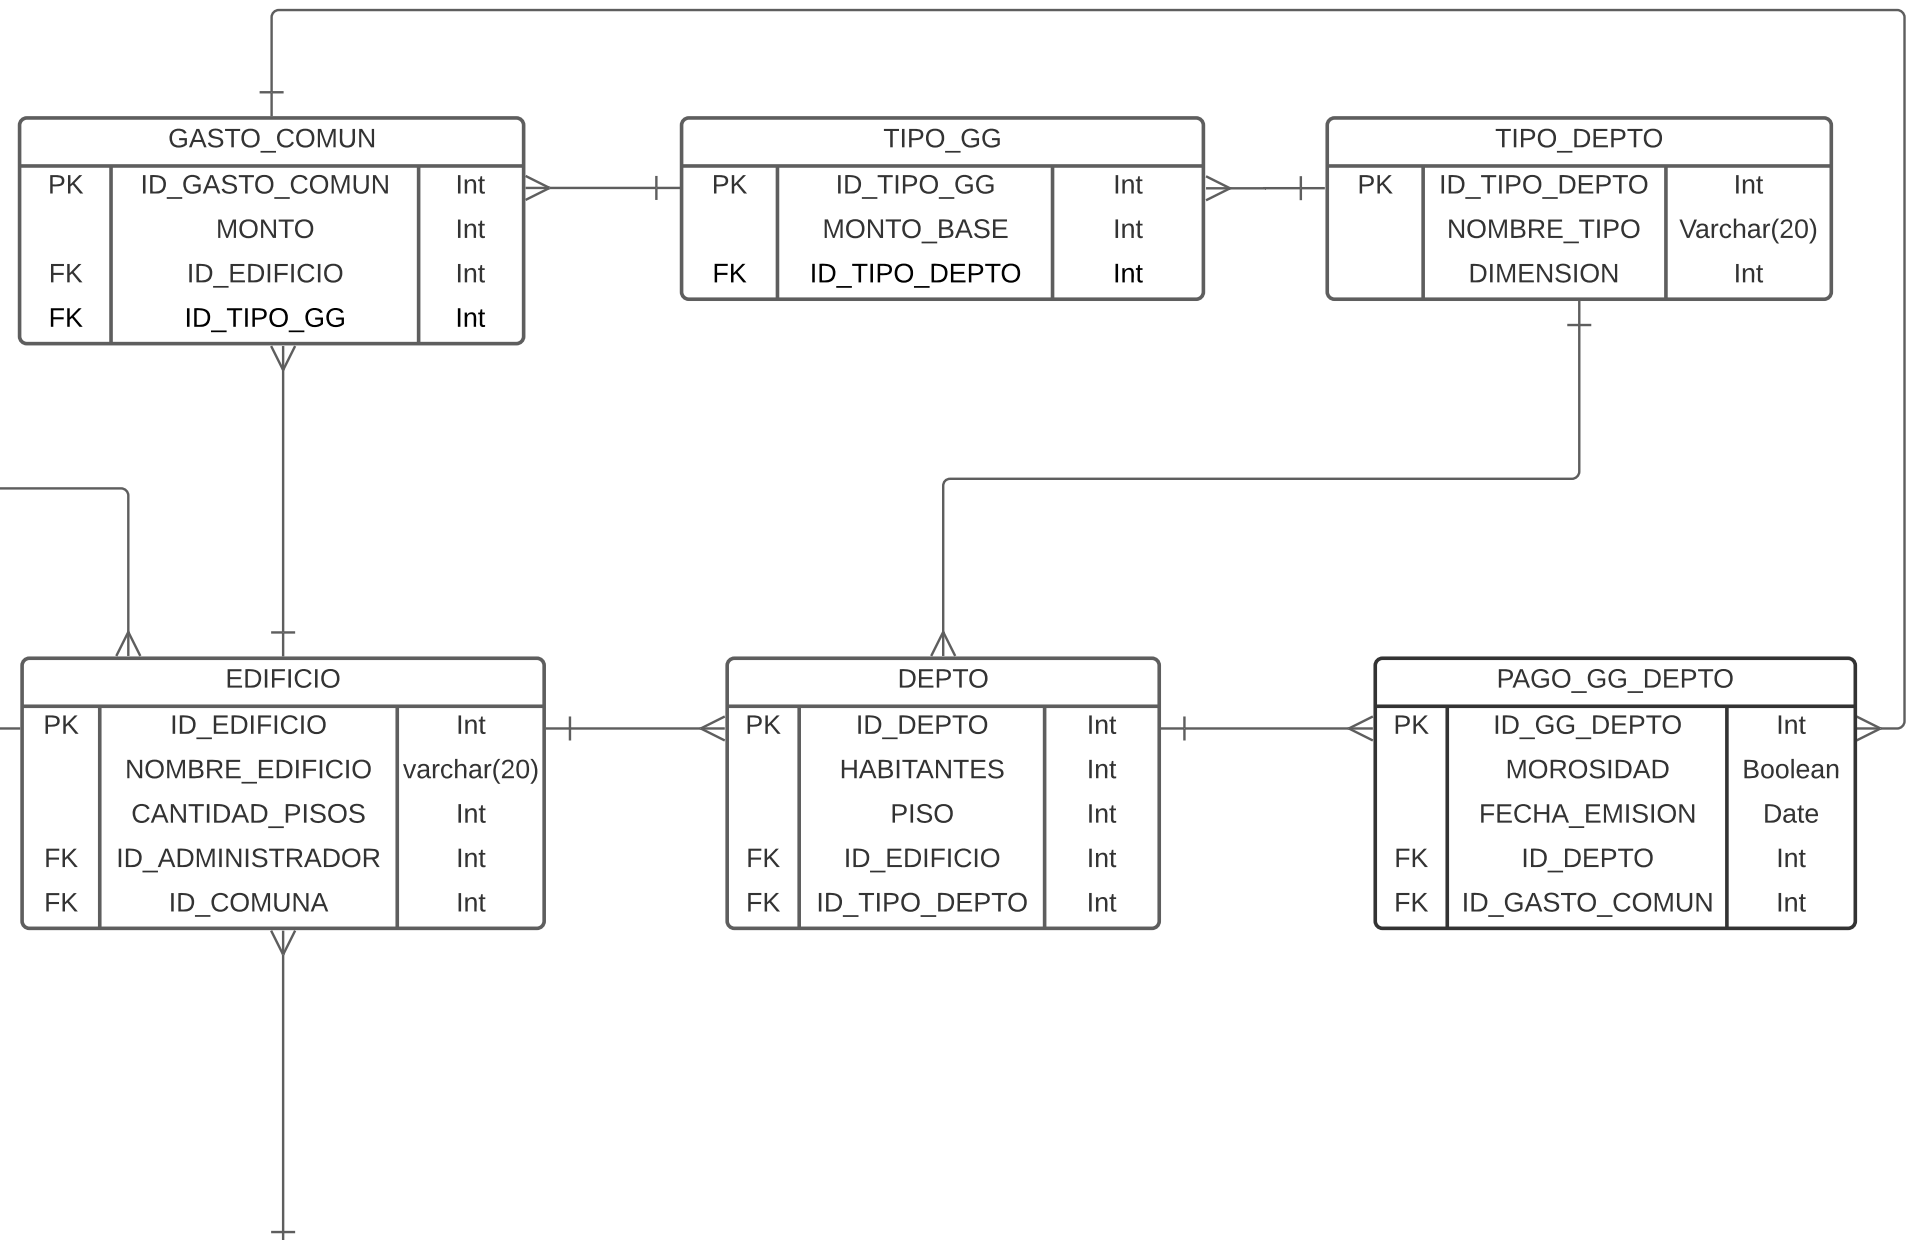 GASTO_COMUN
PK ID_GASTO_COMUN Int
MONTO Int
FK ID_EDIFICIO Int
FK ID_TIPO_GG Int
TIPO_GG
PK ID_TIPO_GG Int
MONTO_BASE Int
FK ID_TIPO_DEPTO Int
TIPO_DEPTO
PK ID_TIPO_DEPTO Int
NOMBRE_TIPO Varchar(20)
DIMENSION Int
EDIFICIO
PK ID_EDIFICIO Int
NOMBRE_EDIFICIO varchar(20)
CANTIDAD_PISOS Int
FK ID_ADMINISTRADOR Int
FK ID_COMUNA Int
DEPTO
PK ID_DEPTO Int
HABITANTES Int
PISO Int
FK ID_EDIFICIO Int
FK ID_TIPO_DEPTO Int
PAGO_GG_DEPTO
PK ID_GG_DEPTO Int
MOROSIDAD Boolean
FECHA_EMISION Date
FK ID_DEPTO Int
FK ID_GASTO_COMUN Int